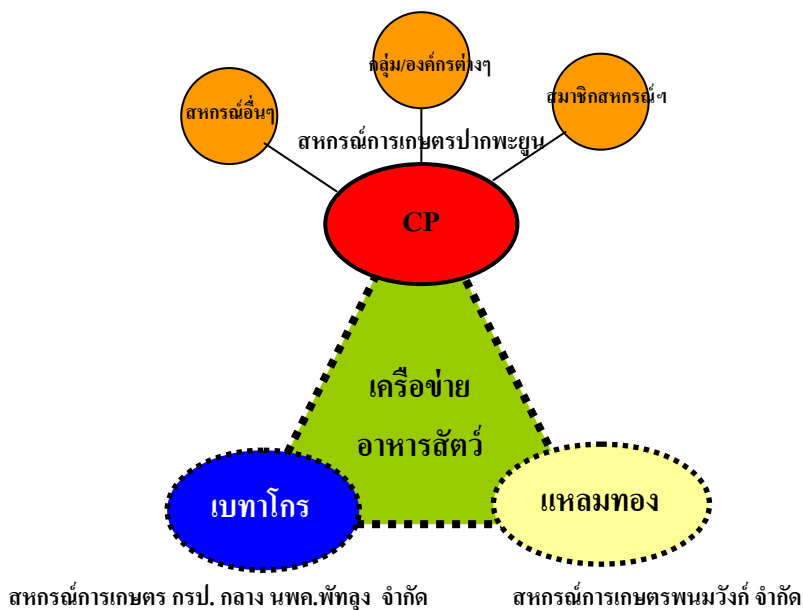 กลุ่ม/องค์กรต่างๆ
สหกรณ์อื่นๆ
สมาชิกสหกรณ์ฯ
สหกรณ์การเกษตรปากพะยูน
CP
เครือข่าย
อาหารสัตว์
เบทาโกร
แหลมทอง
สหกรณ์การเกษตร กรป. กลาง นพค.พัทลุง จำกัด
สหกรณ์การเกษตรพนมวังก์ จำกัด